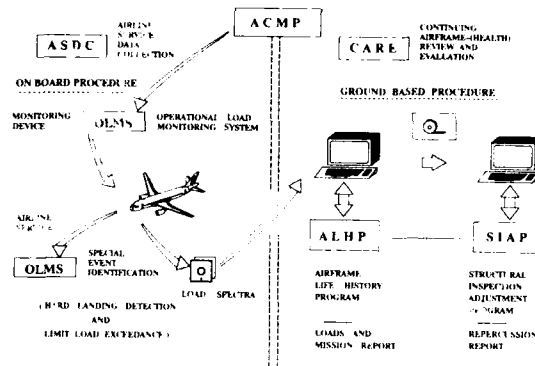 ACMP
ASDC
AIRLINE
SERVICE
DATA
COLLECTION
CARE
CONTINUING
AIRFRAME-(HEALTH)
REVIEW AND
EVALUATION
ON BOARD PROCEDURE
GROUND BASED PROCEDURE
MONITORING
DEVICE
OLMS
OPERATIONAL LOAD
MONITORING SYSTEM
AIRLINE
SERVICE
OLMS
SPECIAL
EVENT
IDENTIFICATION
LOAD SPECTRA
(HARD LANDING DETECTION
AND
LIMIT LOAD EXCEEDANCE)
ALHP
SIAP
AIRFRAME
LIFE HISTORY
PROGRAM
STRUCTURAL
INSPECTION
ADJUSTMENT
PROGRAM
LOADS AND
MISSION REPORT
REPERCUSSION
REPORT